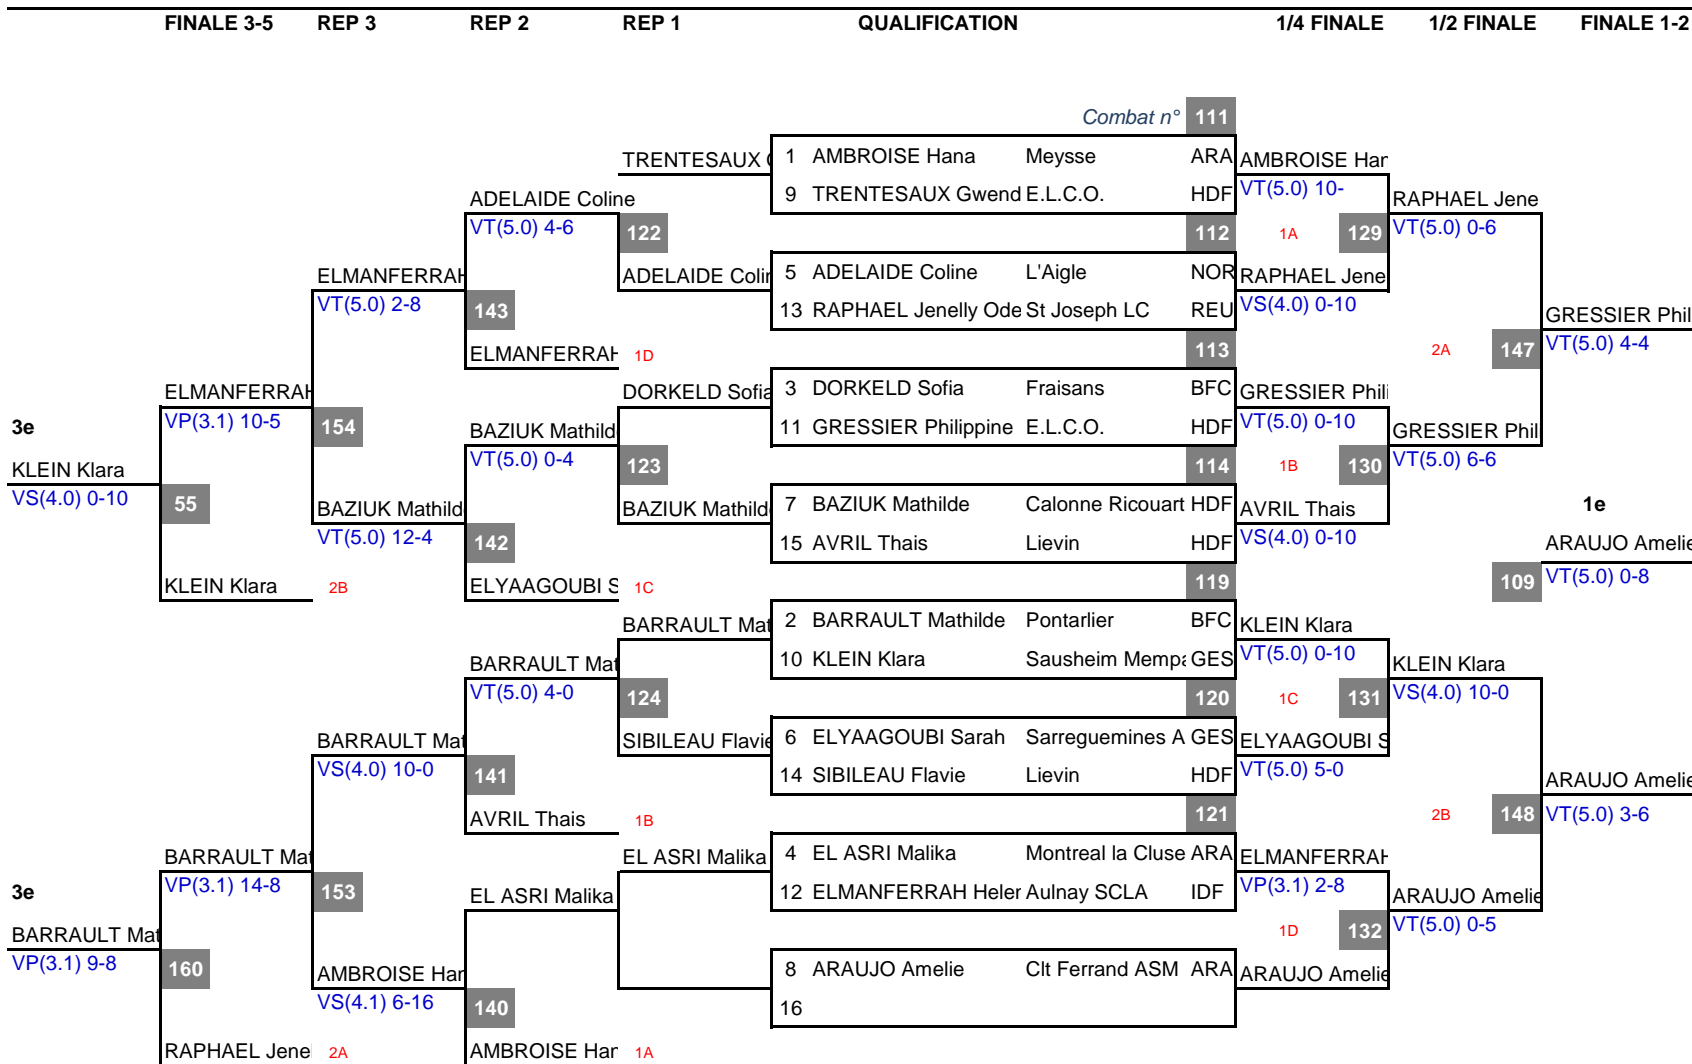 FINALE 3-5 REP 3 REP 2 REP 1 QUALIFICATION 1/4 FINALE 1/2 FINALE FINALE 1-2
Combat n° 111
TRENTESAUX 1 AMBROISE Hana Meysse ARA AMBROISE Har
ADELAIDE Coline 9 TRENTESAUX Gwend E.L.C.O. HDF VT(5.0) 10- RAPHAEL Jene
VT(5.0) 4-6 122 112 1A 129 VT(5.0) 0-6
ELMANFERRAH ADELAIDE Colin 5 ADELAIDE Coline L'Aigle NOR RAPHAEL Jene
VT(5.0) 2-8 143 13 RAPHAEL Jenelly Ode St Joseph LC REU VS(4.0) 0-10 GRESSIER Phil
ELMANFERRAH 1D 113 2A 147 VT(5.0) 4-4
ELMANFERRAH DORKELD Sofia 3 DORKELD Sofia Fraisans BFC GRESSIER Phili
3e VP(3.1) 10-5 154 BAZIUK Mathild 11 GRESSIER Philippine E.L.C.O. HDF VT(5.0) 0-10 GRESSIER Phil
KLEIN Klara VT(5.0) 0-4 123 114 1B 130 VT(5.0) 6-6
VS(4.0) 0-10 55 BAZIUK Mathild BAZIUK Mathild 7 BAZIUK Mathilde Calonne Ricouart HDF AVRIL Thais 1e
VT(5.0) 12-4 142 15 AVRIL Thais Lievin HDF VS(4.0) 0-10 ARAUJO Amelie
KLEIN Klara 2B ELYAAGOUBI S 1C 119 109 VT(5.0) 0-8
BARRAULT Mat 2 BARRAULT Mathilde Pontarlier BFC KLEIN Klara
BARRAULT Mat 10 KLEIN Klara Sausheim Mempa GES VT(5.0) 0-10 KLEIN Klara
VT(5.0) 4-0 124 120 1C 131 VS(4.0) 10-0
BARRAULT Mat SIBILEAU Flavie 6 ELYAAGOUBI Sarah Sarreguemines A GES ELYAAGOUBI S
VS(4.0) 10-0 141 14 SIBILEAU Flavie Lievin HDF VT(5.0) 5-0 ARAUJO Amelie
AVRIL Thais 1B 121 2B 148 VT(5.0) 3-6
BARRAULT Mat EL ASRI Malika 4 EL ASRI Malika Montreal la Cluse ARA ELMANFERRAH
3e VP(3.1) 14-8 153 EL ASRI Malika 12 ELMANFERRAH Heler Aulnay SCLA IDF VP(3.1) 2-8 ARAUJO Amelie
BARRAULT Mat 1D 132 VT(5.0) 0-5
VP(3.1) 9-8 160 AMBROISE Har 8 ARAUJO Amelie Clt Ferrand ASM ARA ARAUJO Amelie
VS(4.1) 6-16 140 16
RAPHAEL Jenel 2A AMBROISE Har 1A